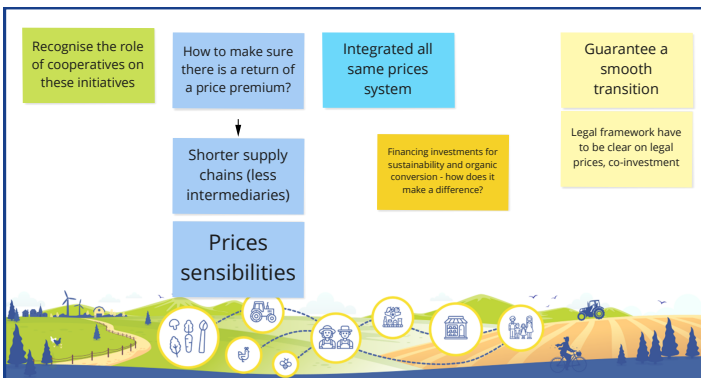 Recognise the role
of cooperatives on
these initiatives
How to make sure
there is a return of
a price premium?
Integrated all
same prices
system
Guarantee a
smooth
transition
Shorter supply
chains (less
intermediaries)
Financing investments for
sustainability and organic
conversion - how does it
make a difference?
Legal framework have
to be clear on legal
prices, co-investment
Prices
sensibilities